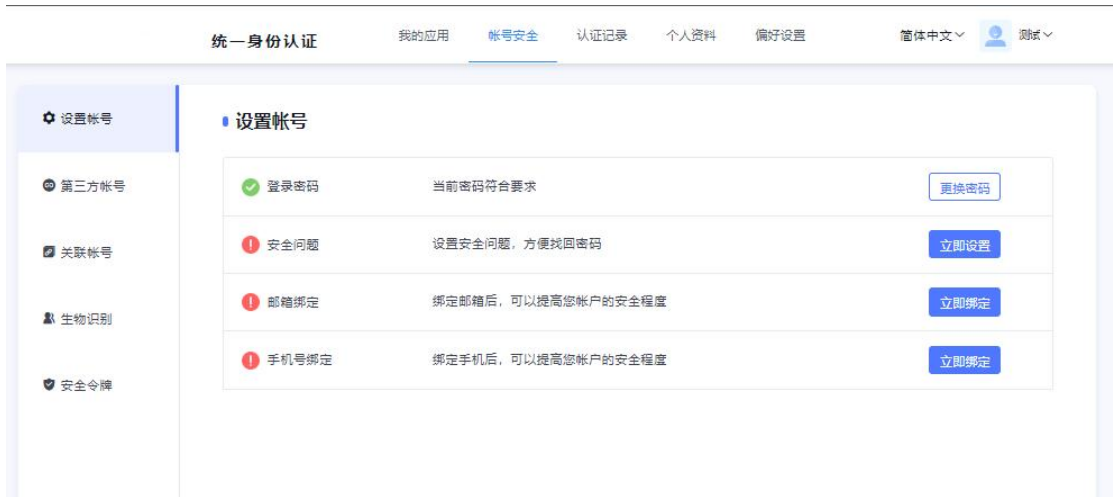 统一身份认证 我的应用 帐号安全 认证记录 个人资料 偏好设置 简体中文 测试
设置帐号
第三方帐号
关联帐号
生物识别
安全令牌
设置帐号
登录密码 当前密码符合要求 更换密码
安全问题 设置安全问题，方便找回密码 立即设置
邮箱绑定 绑定邮箱后，可以提高您帐户的安全程度 立即绑定
手机号绑定 绑定手机后，可以提高您帐户的安全程度 立即绑定